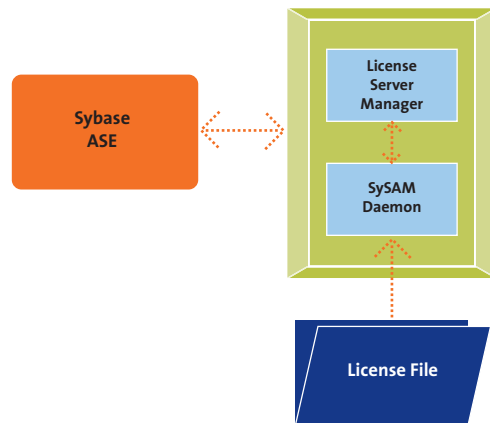 Sybase
ASE
License
Server
Manager
SySAM
Daemon
License File